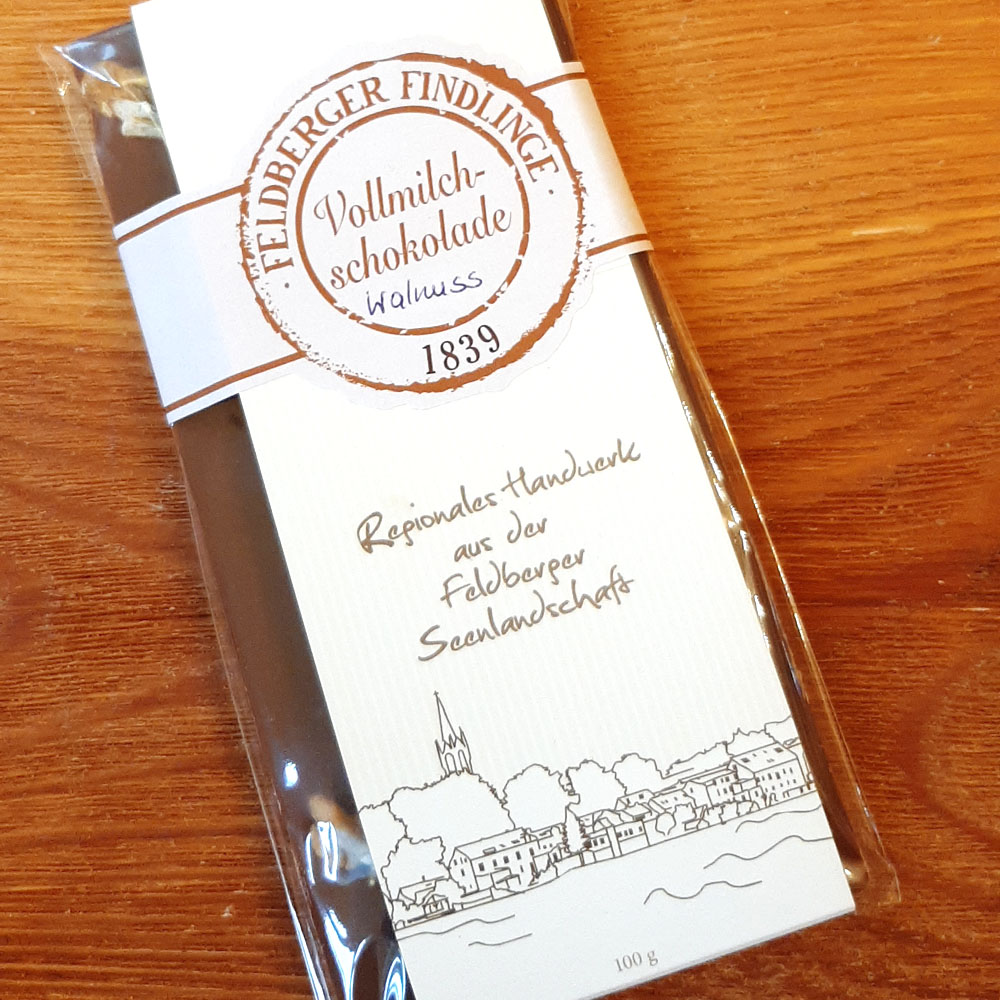 · FELDBERGER FINDLINGE ·
Vollmilch-
schokolade
Walnuss
1839
Regionales Handwerk
aus der
Feldberger
Seenlandschaft
100 g